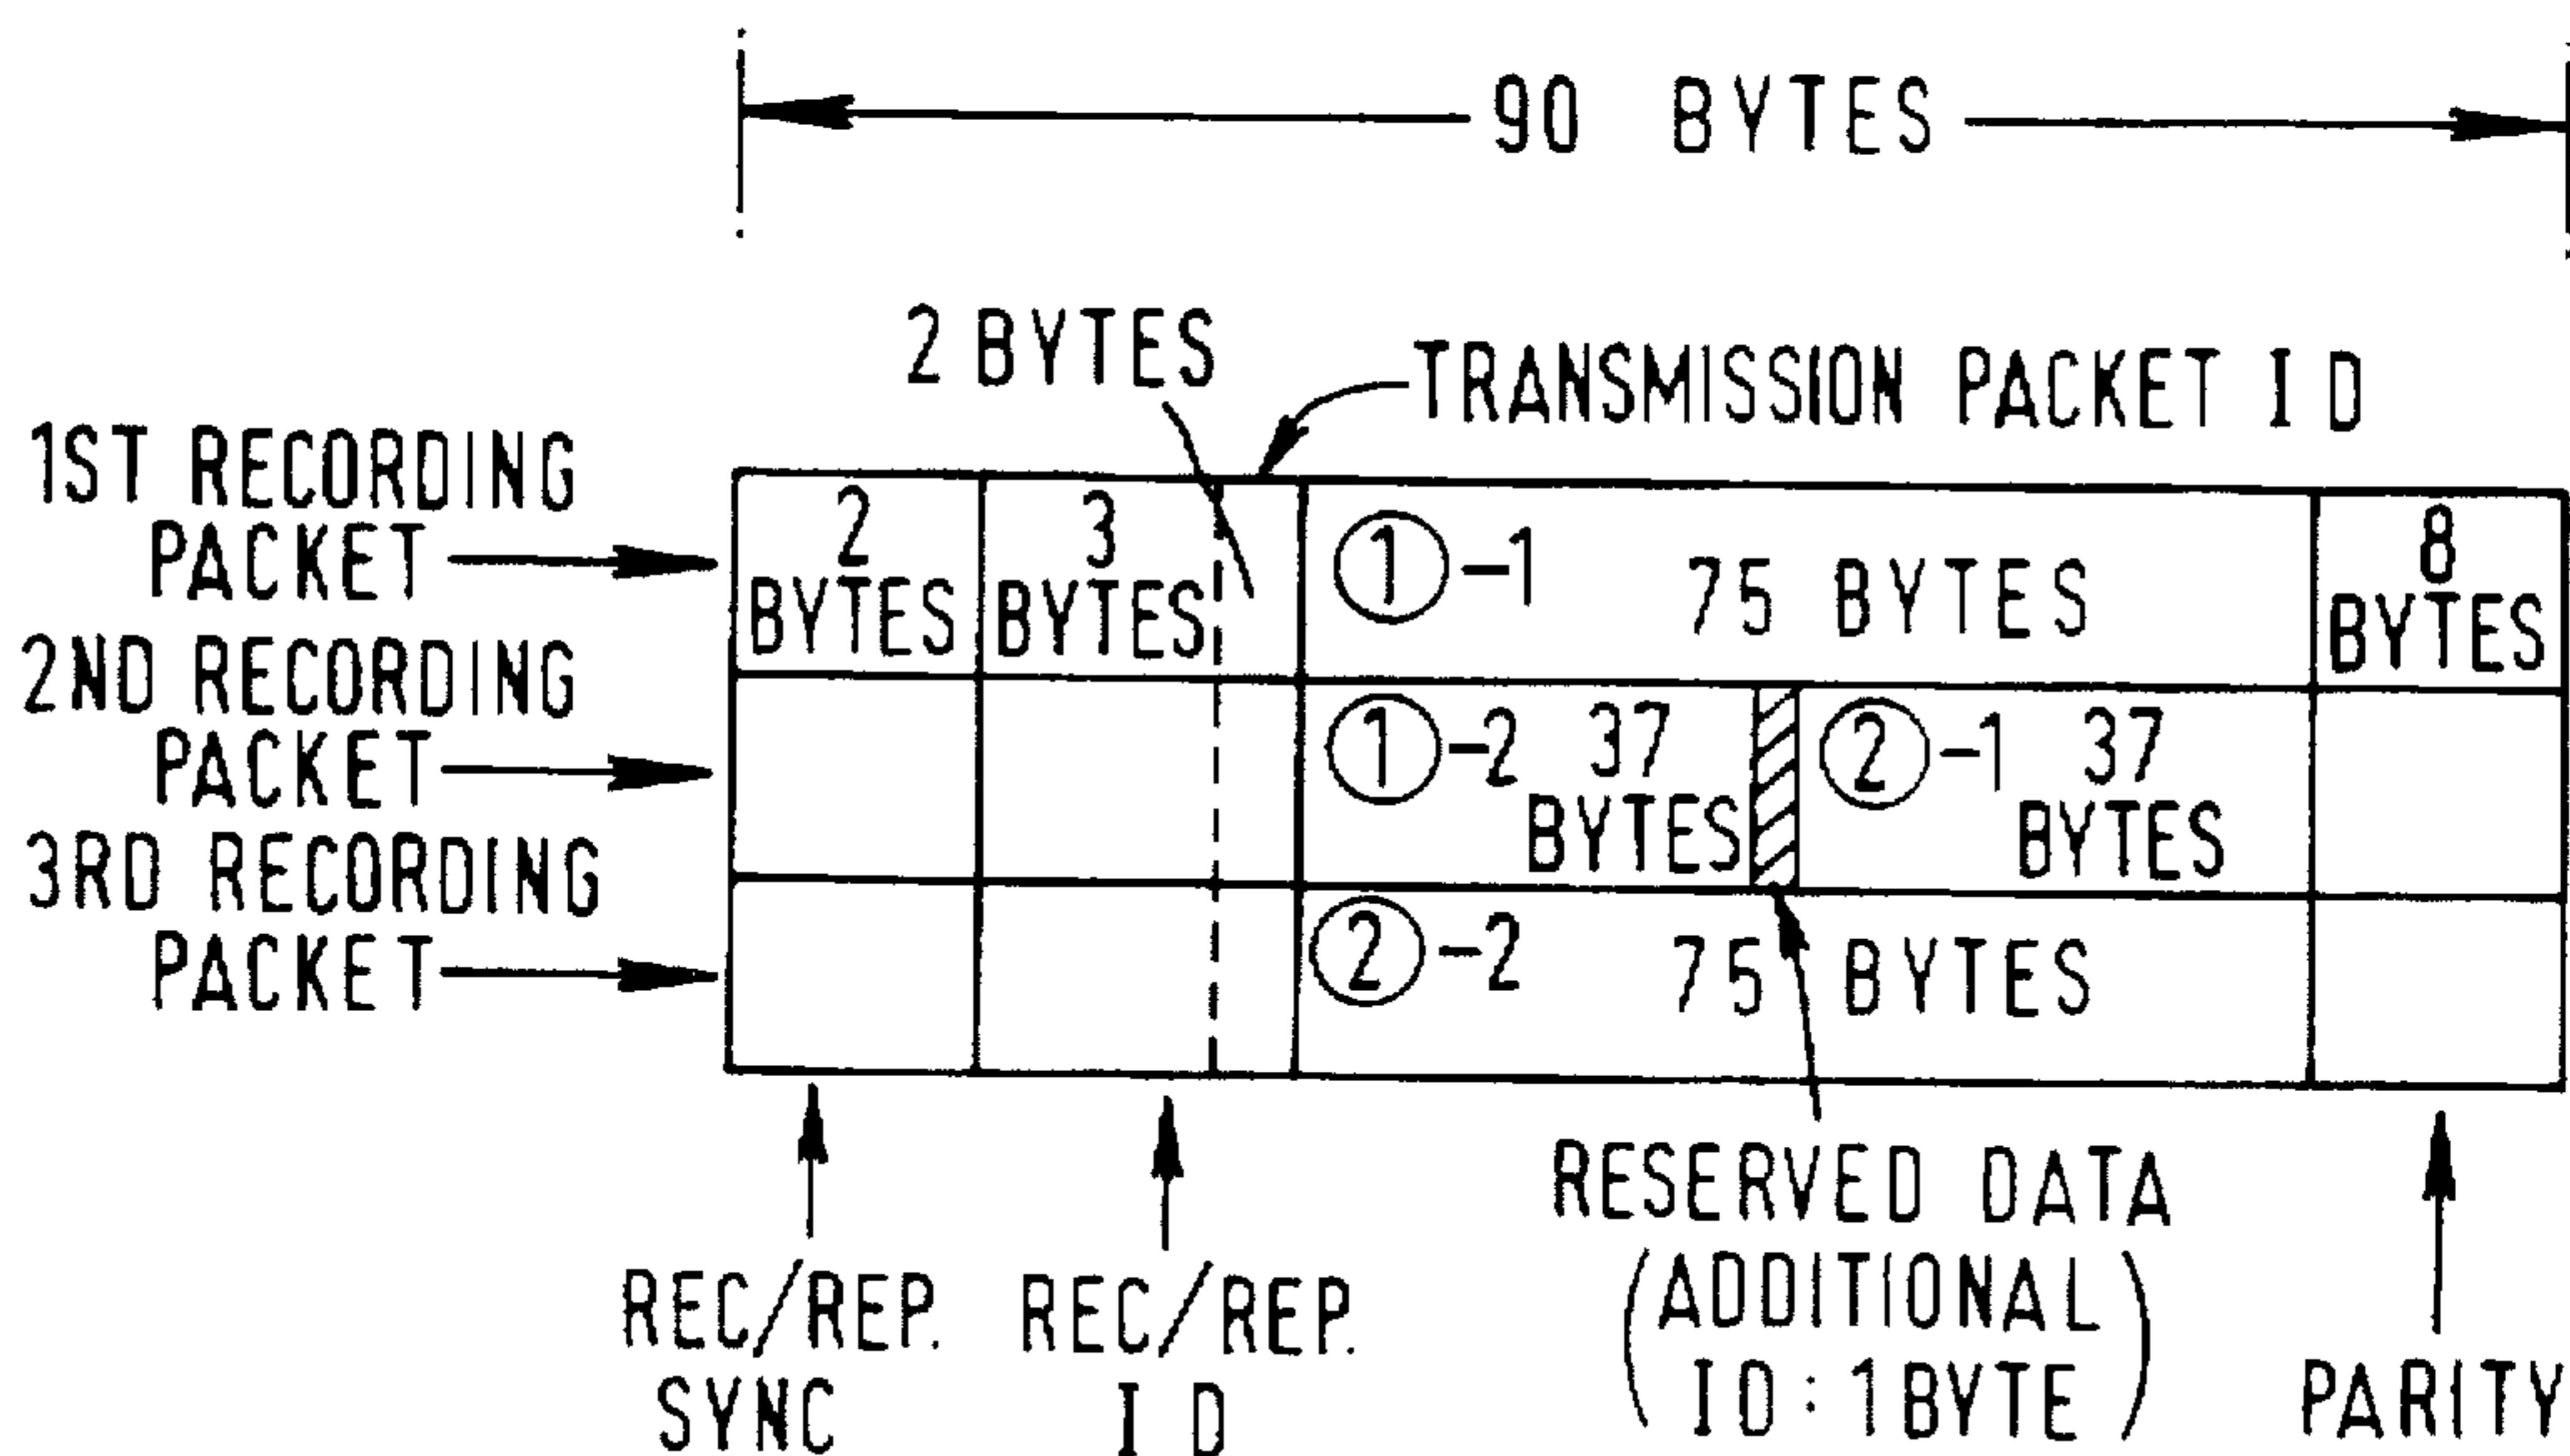 90 BYTES
2 BYTES
TRANSMISSION PACKET ID
1ST RECORDING
PACKET
2
BYTES
3
BYTES
①-1 75 BYTES
8
BYTES
2ND RECORDING
PACKET
①-2 37
BYTES
②-1 37
BYTES
3RD RECORDING
PACKET
②-2 75 BYTES
REC/REP.
SYNC
REC/REP.
ID
RESERVED DATA
(ADDITIONAL
ID : 1 BYTE)
PARITY